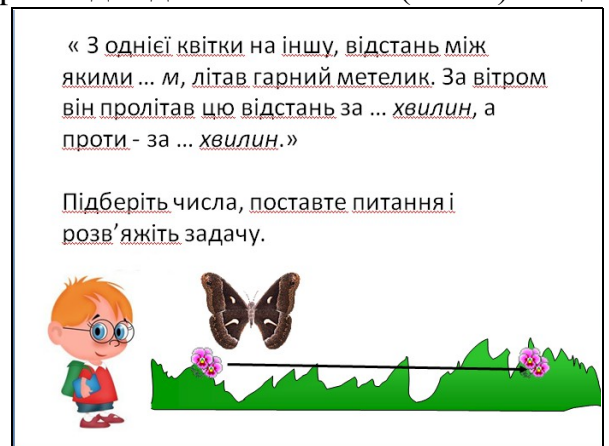 « З однієї квітки на іншу, відстань між
якими ... м, літав гарний метелик. За вітром
він пролітав цю відстань за ... хвилин, а
проти - за ... хвилин.»
Підберіть числа, поставте питання і
розв’яжіть задачу.